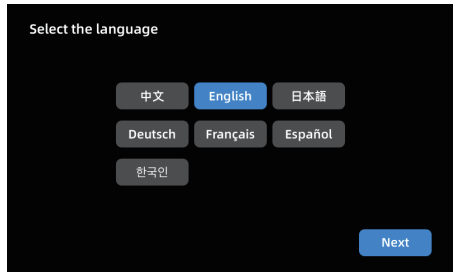 Select the language
中文 English 日本語
Deutsch Français Español
한국인
Next